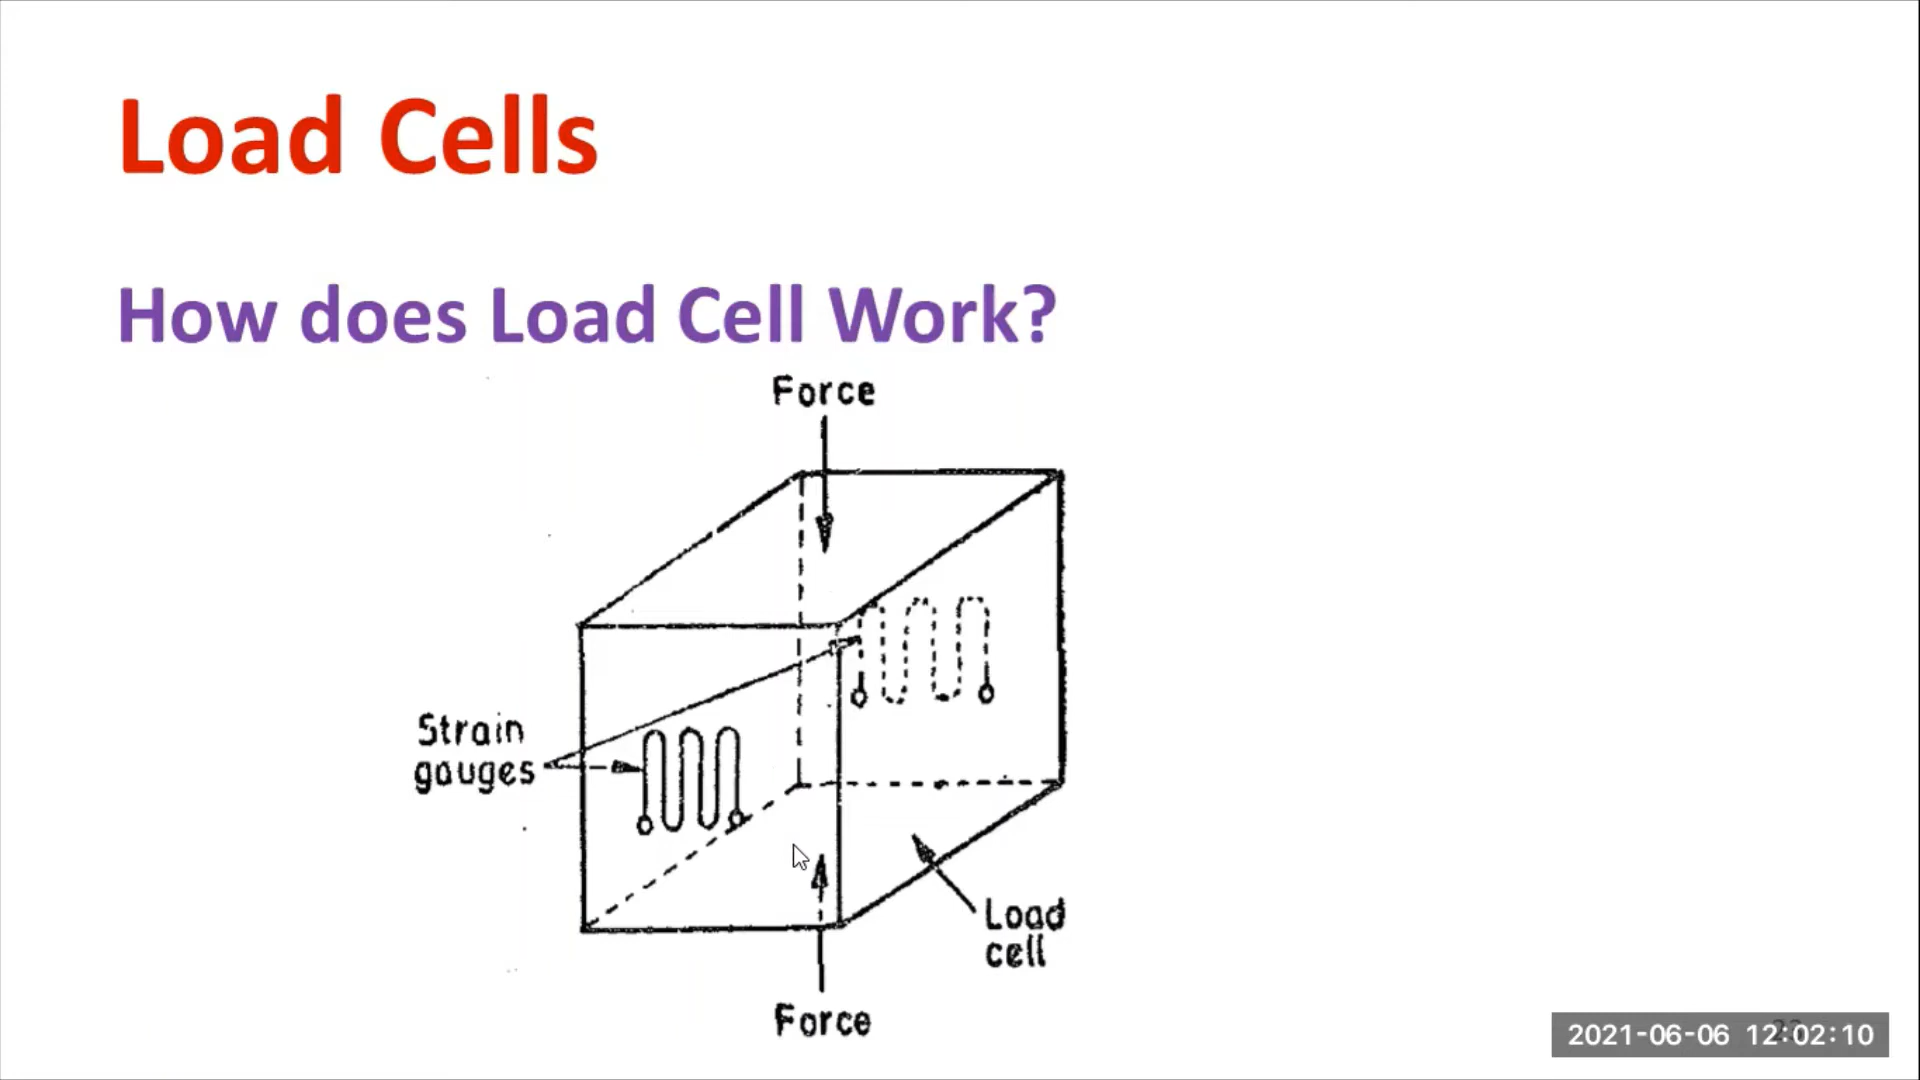 Load Cells
How does Load Cell Work?
Force
Strain
gauges
Load
cell
Force
2021-06-06 12:02:10